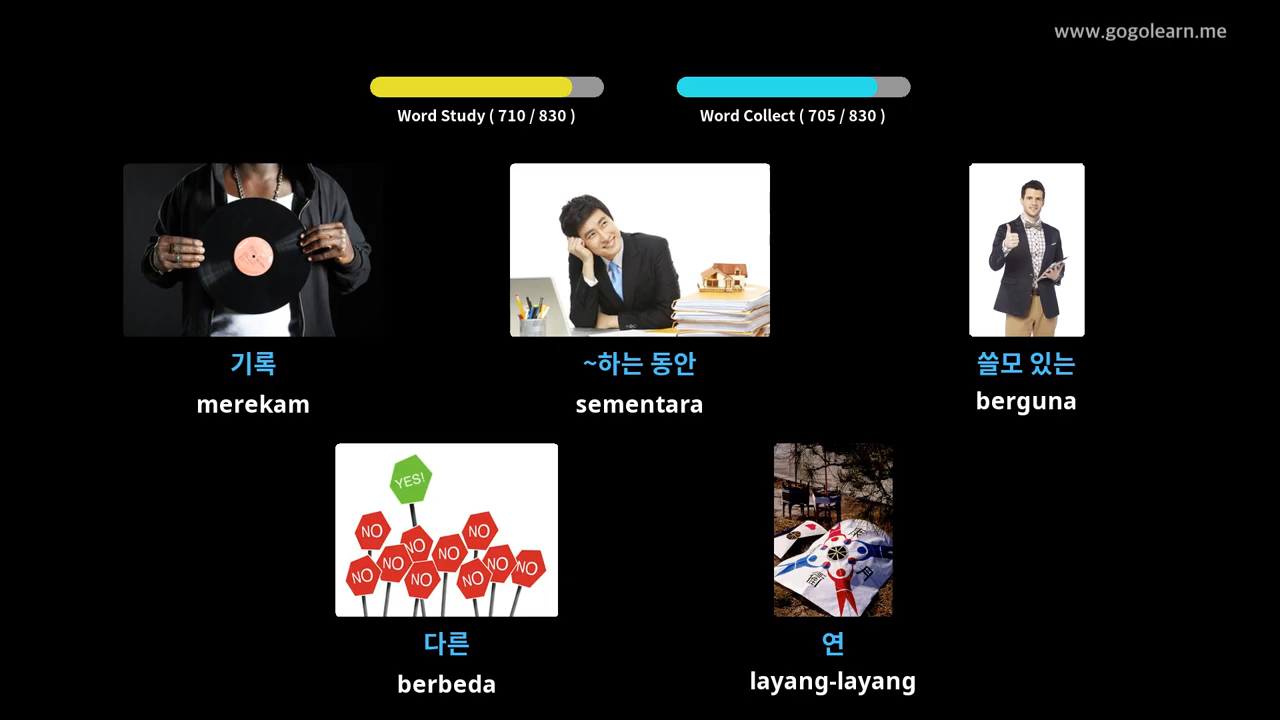 www.gogolearn.me
Word Study ( 710 / 830 )
Word Collect ( 705 / 830 )
기록
merekam
~하는 동안
sementara
쓸모 있는
berguna
YES!
NO
NO
NO
NO
NO
NO
NO
NO
NO
NO
다른
berbeda
연
layang-layang